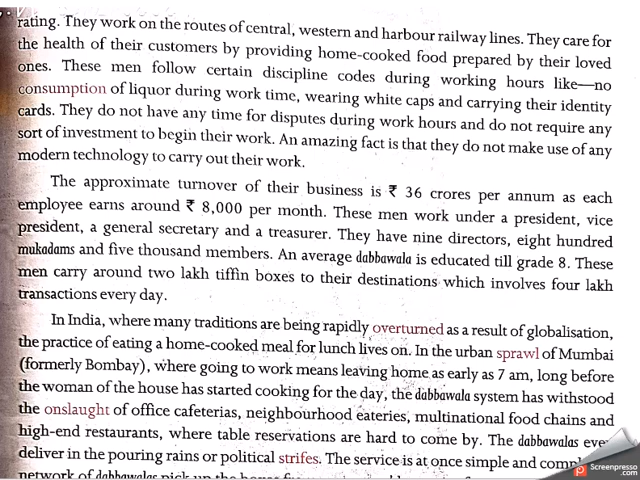 rating. They work on the routes of central, western and harbour railway lines. They care for
the health of their customers by providing home-cooked food prepared by their loved
ones. These men follow certain discipline codes during working hours like—no
consumption of liquor during work time, wearing white caps and carrying their identity
cards. They do not have any time for disputes during work hours and do not require any
sort of investment to begin their work. An amazing fact is that they do not make use of any
modern technology to carry out their work.
The approximate turnover of their business is ₹ 36 crores per annum as each
employee earns around ₹ 8,000 per month. These men work under a president, vice
president, a general secretary and a treasurer. They have nine directors, eight hundred
mukadams and five thousand members. An average dabbawala is educated till grade 8. These
men carry around two lakh tiffin boxes to their destinations which involves four lakh
transactions every day.
In India, where many traditions are being rapidly overturned as a result of globalisation,
the practice of eating a home-cooked meal for lunch lives on. In the urban sprawl of Mumbai
(formerly Bombay), where going to work means leaving home as early as 7 am, long before
the woman of the house has started cooking for the day, the dabbawala system has withstood
the onslaught of office cafeterias, neighbourhood eateries, multinational food chains and
high-end restaurants, where table reservations are hard to come by. The dabbawalas
deliver in the pouring rains or political strifes. The service is at once simple and
network of dabbawalas pick up the
Screenpresso
.com